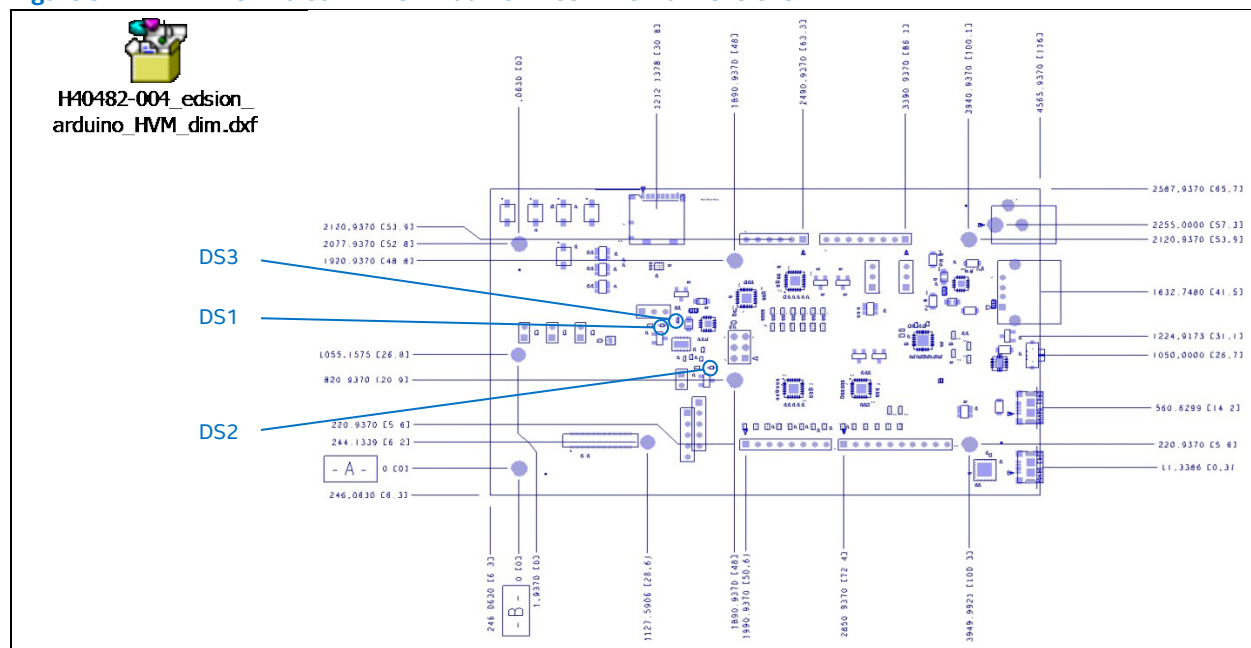 H40482-004_edsion_
arduino_HVM_dim.dxf
.0630 [0]
1212 1378 [30 8]
1890.9370 [48]
2490.9370 [63.3]
3390 9370 [86 1]
3940.9370 [100.1]
4565.9370 [116]
2120.9370 [53.9]
2077.9370 [52 8]
1920.9370 [48 8]
DS3
DS1
1055.1575 [26.8]
820 9370 [20 9]
DS2
220.9370 [5 6]
244.1339 [6 2]
- A -
0 [0]
246.0630 [6.3]
2587.9370 [65.7]
2255.0000 [57.3]
2120.9370 [53.9]
1632.7480 [41.5]
1224.9173 [31.1]
1050.0000 [26.7]
560.6299 [14 2]
220.9370 [5 6]
11.3386 [0.3]
246 0630 [6 3]
- B -
0 [0]
1.9370 [0]
1127.5906 [28.6]
1890.9370 [48]
1990.9370 [50.6]
2850 9370 [72 4]
3949.9921 [100 3]